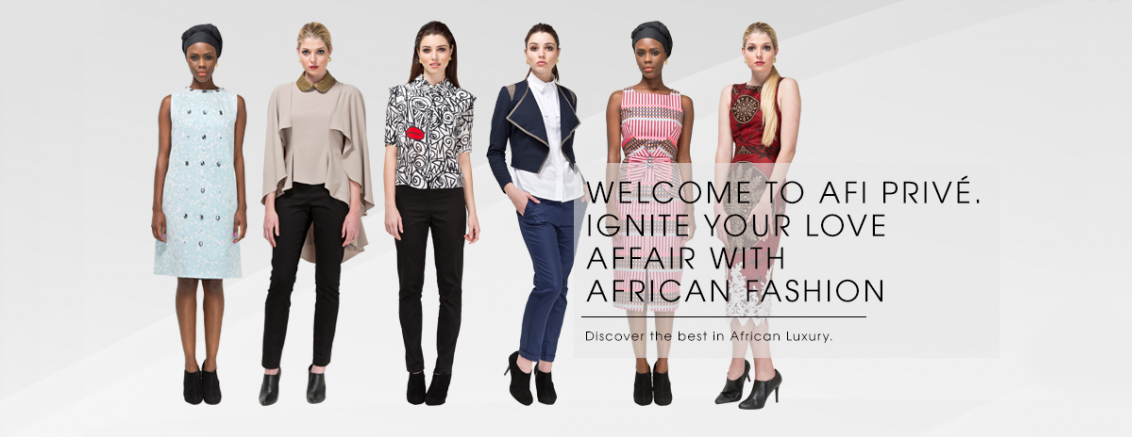 WELCOME TO AFI PRIVÉ.
IGNITE YOUR LOVE
AFFAIR WITH
AFRICAN FASHION
Discover the best in African Luxury.